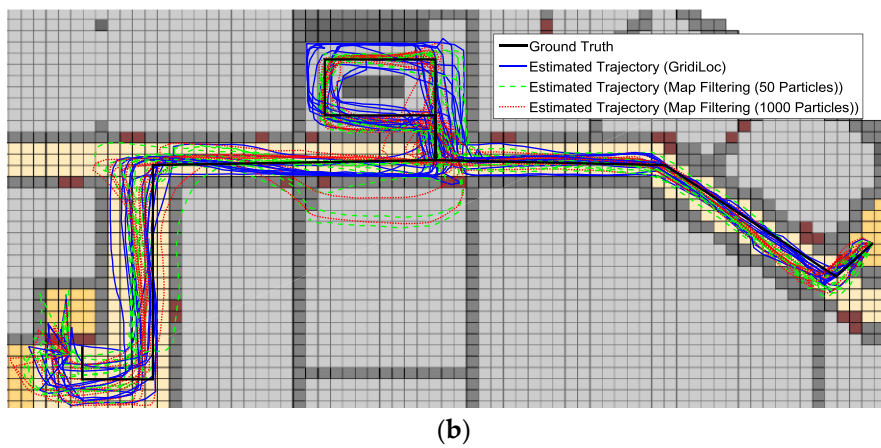 Ground Truth
Estimated Trajectory (GridiLoc)
Estimated Trajectory (Map Filtering (50 Particles))
Estimated Trajectory (Map Filtering (1000 Particles))
(b)